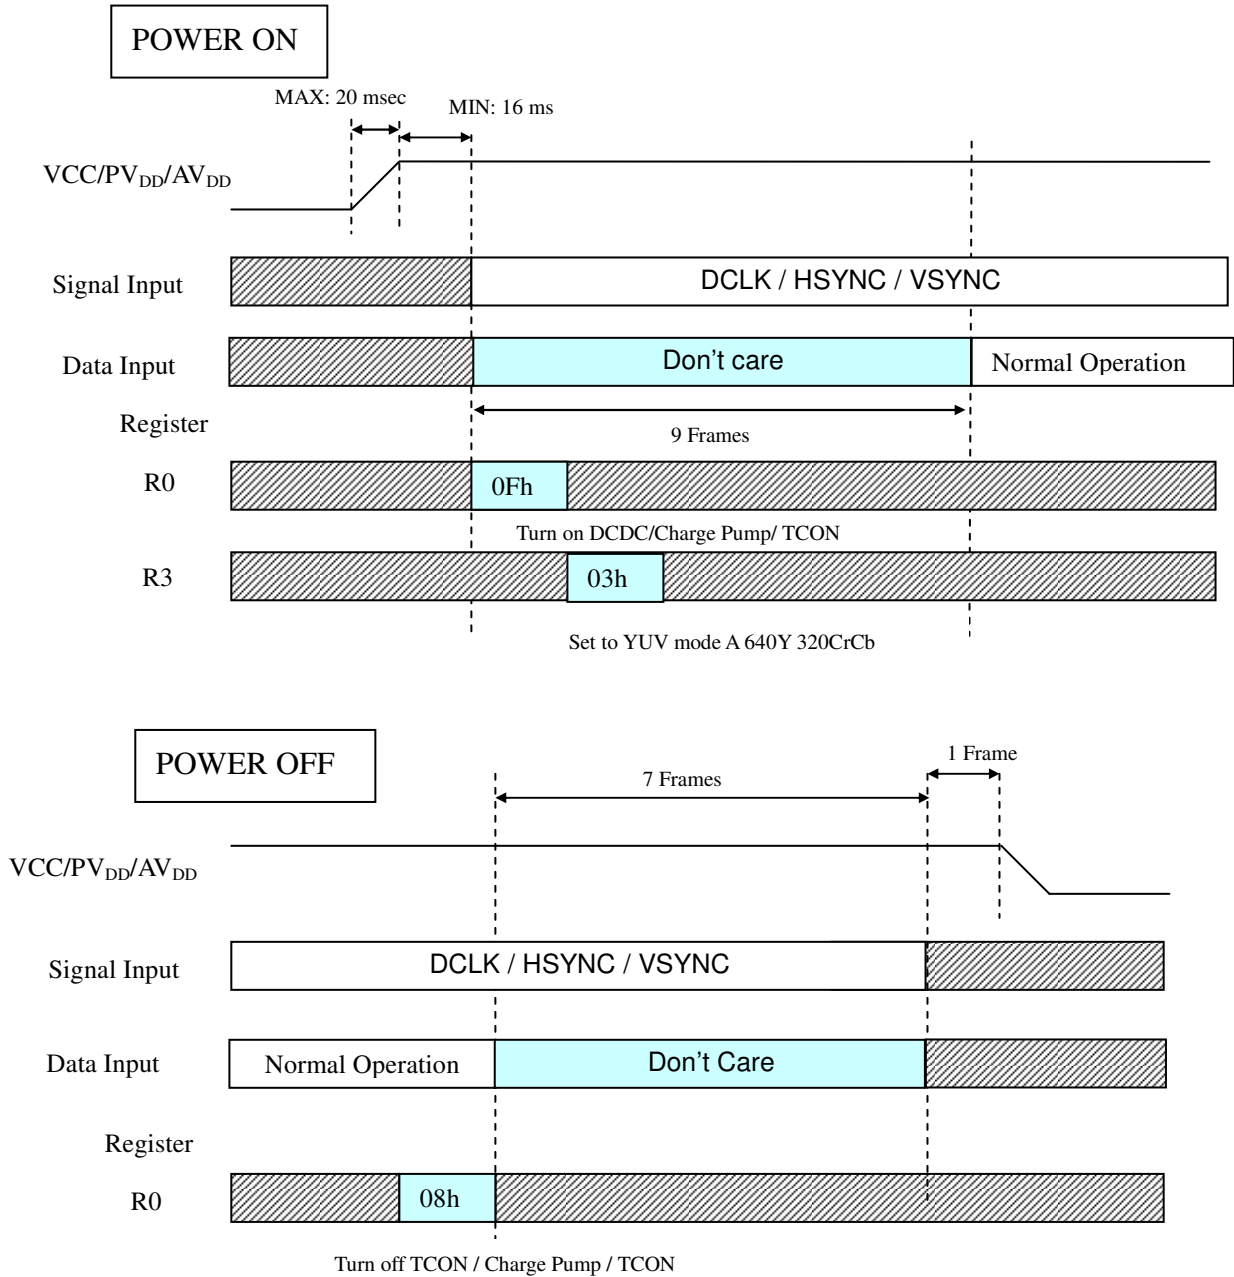 POWER ON
MAX: 20 msec
MIN: 16 ms
VCC/PVDD/AVDD
Signal Input
DCLK / HSYNC / VSYNC
Data Input
Don't care
Normal Operation
Register
9 Frames
R0
0Fh
Turn on DCDC/Charge Pump/ TCON
R3
03h
Set to YUV mode A 640Y 320CrCb
POWER OFF
7 Frames
1 Frame
VCC/PVDD/AVDD
Signal Input
DCLK / HSYNC / VSYNC
Data Input
Normal Operation
Don't Care
Register
R0
08h
Turn off TCON / Charge Pump / TCON